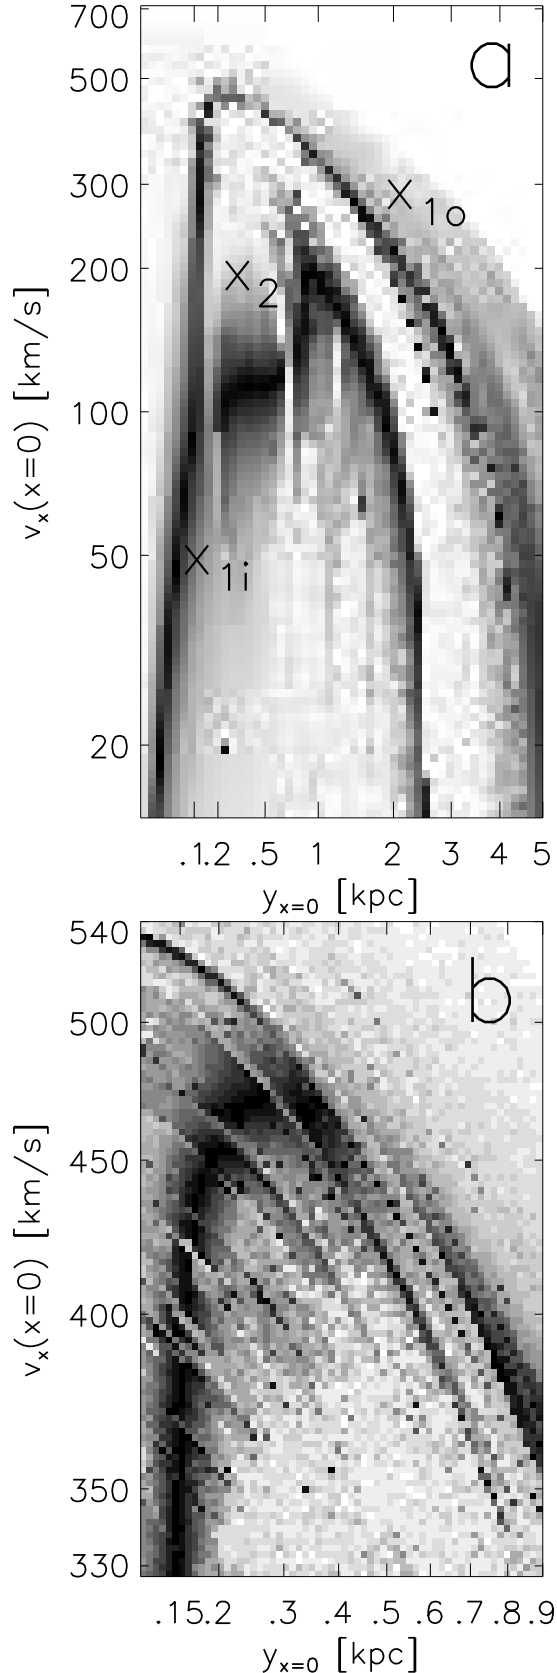 700
a
500
300
X1o
200
X2
100
50
X1i
20
vx(x=0) [km/s]
.1 .2 .5 1 2 3 4 5
yx=0 [kpc]
540
b
500
450
400
350
330
vx(x=0) [km/s]
.15 .2 .3 .4 .5 .6 .7 .8 .9
yx=0 [kpc]